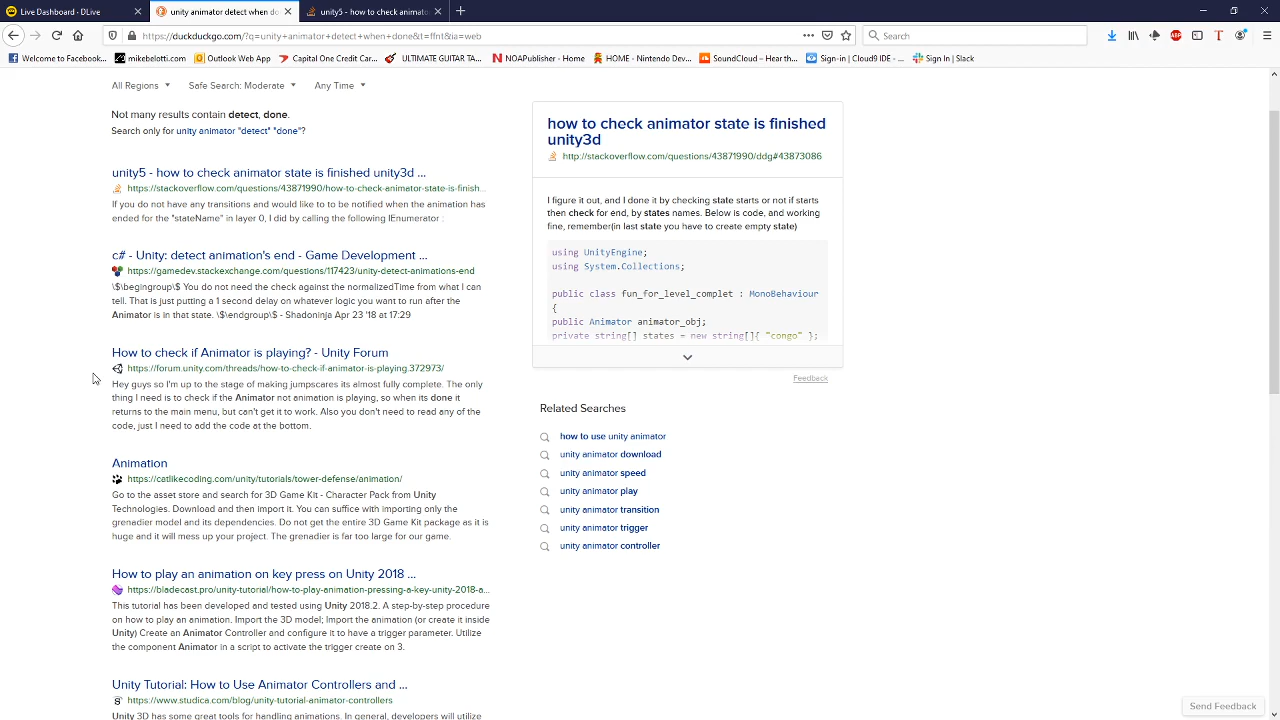 Live Dashboard - DLive
unity animator detect when do
unity5 - how to check animato
https://duckduckgo.com/?q=unity+animator+detect+when+done&t=ffnt&ia=web
Search
Welcome to Facebook...
mikebelotti.com
Outlook Web App
Capital One Credit Car...
ULTIMATE GUITAR TA...
NOAPublisher - Home
HOME - Nintendo Dev...
SoundCloud – Hear th...
Sign-in | Cloud9 IDE - ...
Sign In | Slack
All Regions
Safe Search: Moderate
Any Time
Not many results contain detect, done.
Search only for unity animator "detect" "done"?
unity5 - how to check animator state is finished unity3d ...
https://stackoverflow.com/questions/43871990/how-to-check-animator-state-is-finish...
If you do not have any transitions and would like to to be notified when the animation has
ended for the "stateName" in layer 0, I did by calling the following IEnumerator :
c# - Unity: detect animation's end - Game Development ...
https://gamedev.stackexchange.com/questions/117423/unity-detect-animations-end
\$\begingroup\$ You do not need the check against the normalizedTime from what I can
tell. That is just putting a 1 second delay on whatever logic you want to run after the
Animator is in that state. \$\endgroup\$ - Shadoninja Apr 23 '18 at 17:29
How to check if Animator is playing? - Unity Forum
https://forum.unity.com/threads/how-to-check-if-animator-is-playing.372973/
Hey guys so I'm up to the stage of making jumpscares its almost fully complete. The only
thing I need is to check if the Animator not animation is playing, so when its done it
returns to the main menu, but can't get it to work. Also you don't need to read any of the
code, just I need to add the code at the bottom.
Animation
https://catlikecoding.com/unity/tutorials/tower-defense/animation/
Go to the asset store and search for 3D Game Kit - Character Pack from Unity
Technologies. Download and then import it. You can suffice with importing only the
grenadier model and its dependencies. Do not get the entire 3D Game Kit package as it is
huge and it will mess up your project. The grenadier is far too large for our game.
How to play an animation on key press on Unity 2018 ...
https://bladecast.pro/unity-tutorial/how-to-play-animation-pressing-a-key-unity-2018-a...
This tutorial has been developed and tested using Unity 2018.2. A step-by-step procedure
on how to play an animation. Import the 3D model; Import the animation (or create it inside
Unity) Create an Animator Controller and configure it to have a trigger parameter. Utilize
the component Animator in a script to activate the trigger create on 3.
Unity Tutorial: How to Use Animator Controllers and ...
https://www.studica.com/blog/unity-tutorial-animator-controllers
Unity 3D has some great tools for handling animations. In general, developers will utilize
how to check animator state is finished
unity3d
http://stackoverflow.com/questions/43871990/ddg#43873086
I figure it out, and I done it by checking state starts or not if starts
then check for end, by states names. Below is code, and working
fine, remember(in last state you have to create empty state)
using UnityEngine;
using System.Collections;
public class fun_for_level_complet : MonoBehaviour
{
public Animator animator_obj;
private string[] states = new string[]{ "congo" };
Feedback
Related Searches
how to use unity animator
unity animator download
unity animator speed
unity animator play
unity animator transition
unity animator trigger
unity animator controller
Send Feedback